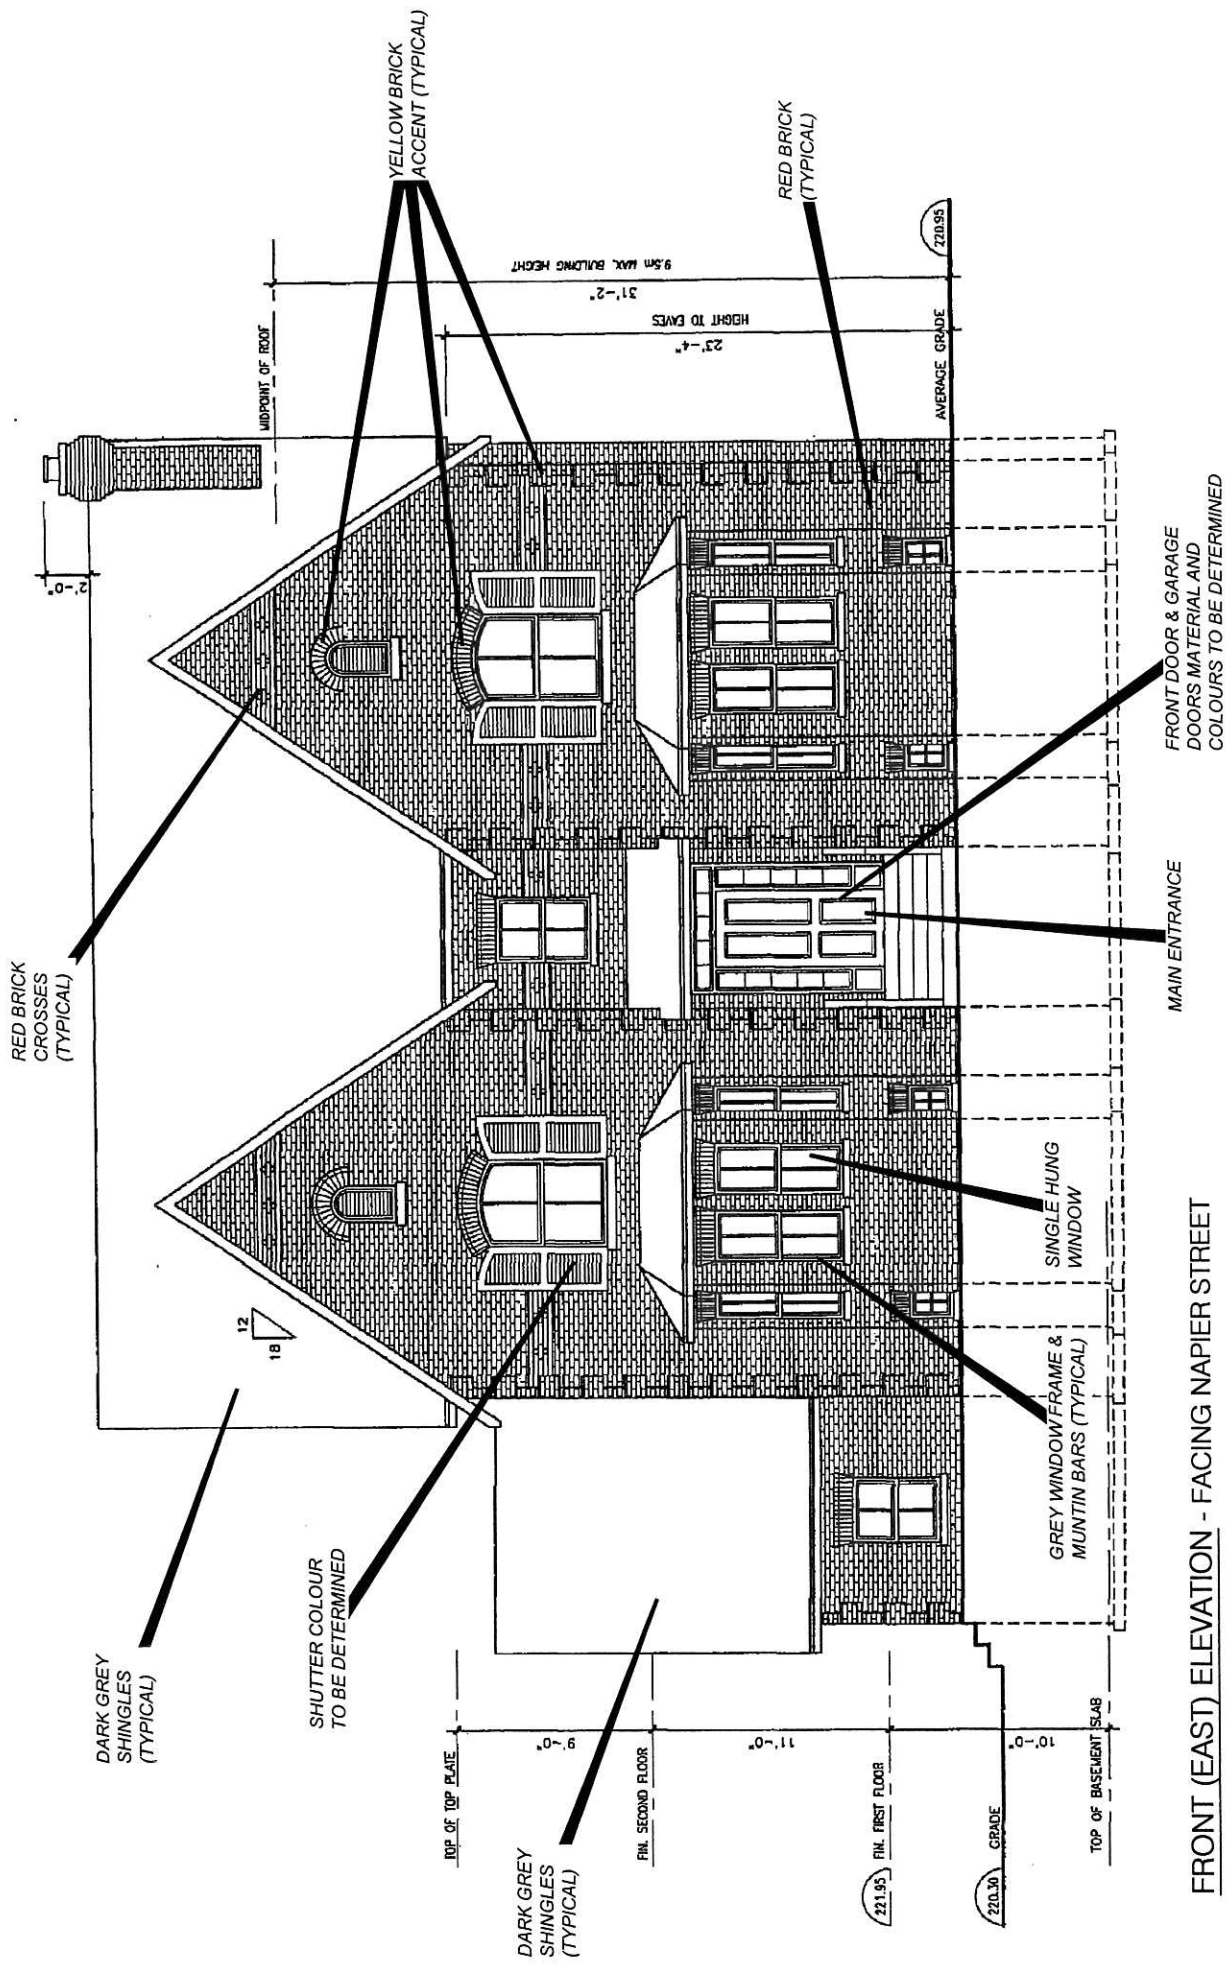 RED BRICK
CROSSES
(TYPICAL)
YELLOW BRICK
ACCENT (TYPICAL)
DARK GREY
SHINGLES
(TYPICAL)
2'-0"
12
18
MIDPOINT OF ROOF
SHUTTER COLOUR
TO BE DETERMINED
31'-2"
9.5m MAX. BUILDING HEIGHT
23'-4"
HEIGHT TO EAVES
RED BRICK
(TYPICAL)
TOP OF TOP PLATE
9'-0"
FIN. SECOND FLOOR
DARK GREY
SHINGLES
(TYPICAL)
11'-0"
221.95
FIN. FIRST FLOOR
AVERAGE GRADE
220.95
220.30
GRADE
10'-0"
TOP OF BASEMENT SLAB
GREY WINDOW FRAME &
MUNTIN BARS (TYPICAL)
SINGLE HUNG
WINDOW
MAIN ENTRANCE
FRONT DOOR & GARAGE
DOORS MATERIAL AND
COLOURS TO BE DETERMINED
FRONT (EAST) ELEVATION - FACING NAPIER STREET